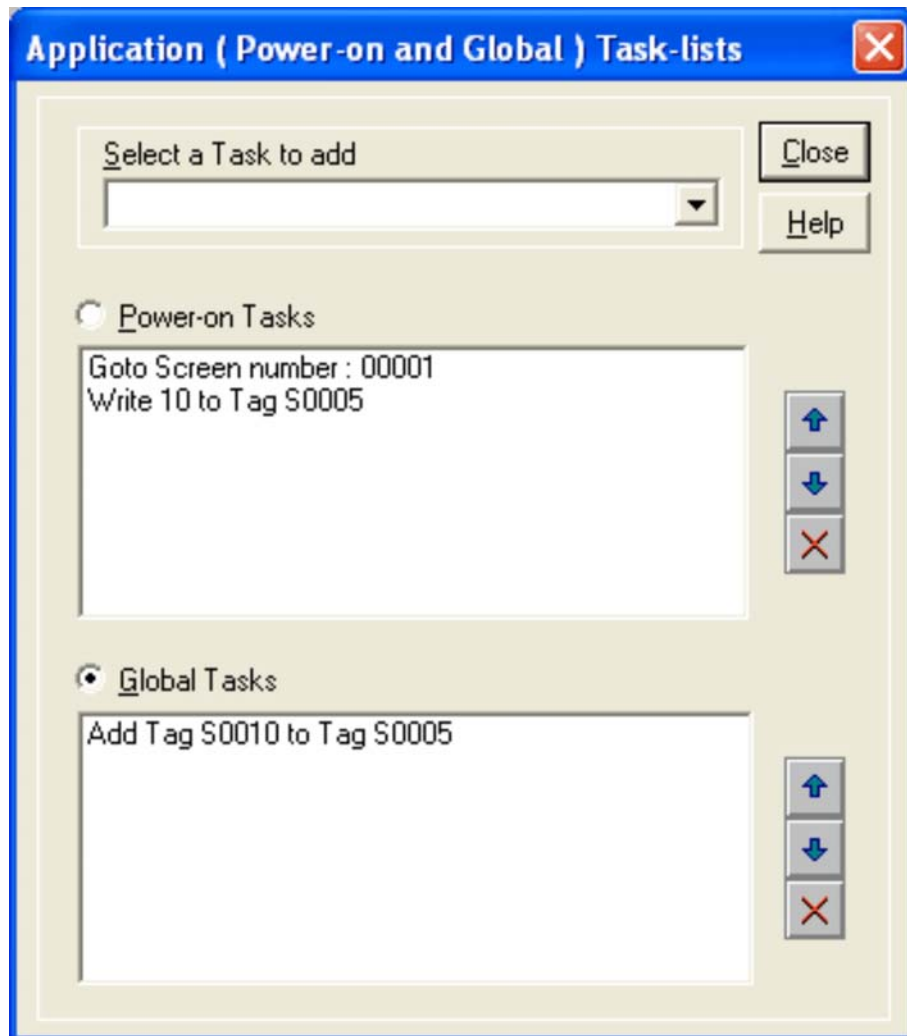 Application ( Power-on and Global ) Task-lists
Select a Task to add
Close
Help
Power-on Tasks
Goto Screen number : 00001
Write 10 to Tag S0005
Global Tasks
Add Tag S0010 to Tag S0005